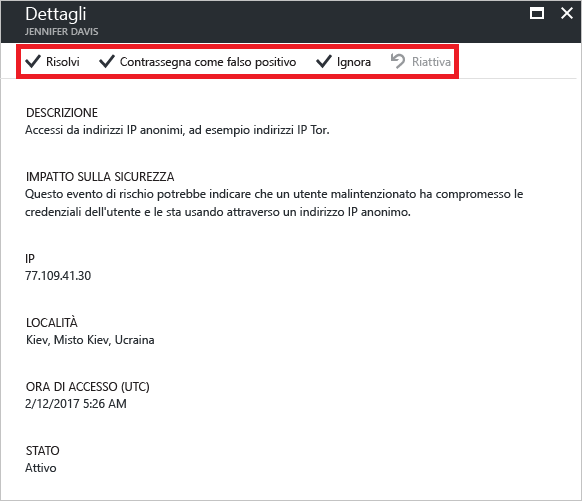 Dettagli
JENNIFER DAVIS
Risolvi Contrassegna come falso positivo Ignora Riattiva
DESCRIZIONE
Accessi da indirizzi IP anonimi, ad esempio indirizzi IP Tor.
IMPATTO SULLA SICUREZZA
Questo evento di rischio potrebbe indicare che un utente malintenzionato ha compromesso le
credenziali dell'utente e le sta usando attraverso un indirizzo IP anonimo.
IP
77.109.41.30
LOCALITÀ
Kiev, Misto Kiev, Ucraina
ORA DI ACCESSO (UTC)
2/12/2017 5:26 AM
STATO
Attivo